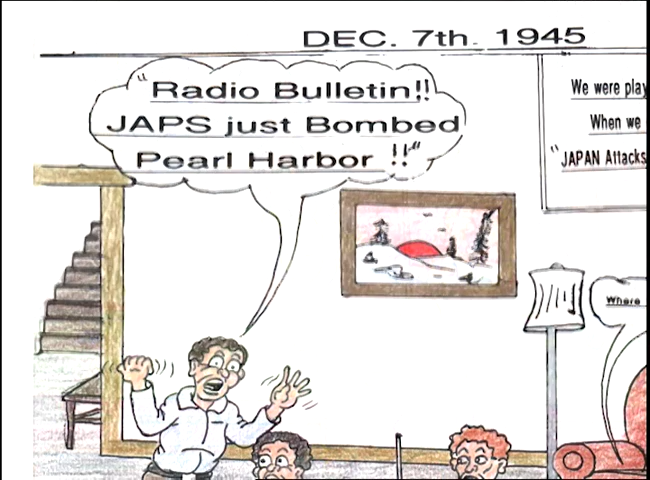 DEC. 7th. 1945
"Radio Bulletin!!
JAPS just Bombed
Pearl Harbor !!"
We were play
When we
"JAPAN Attacks
Where